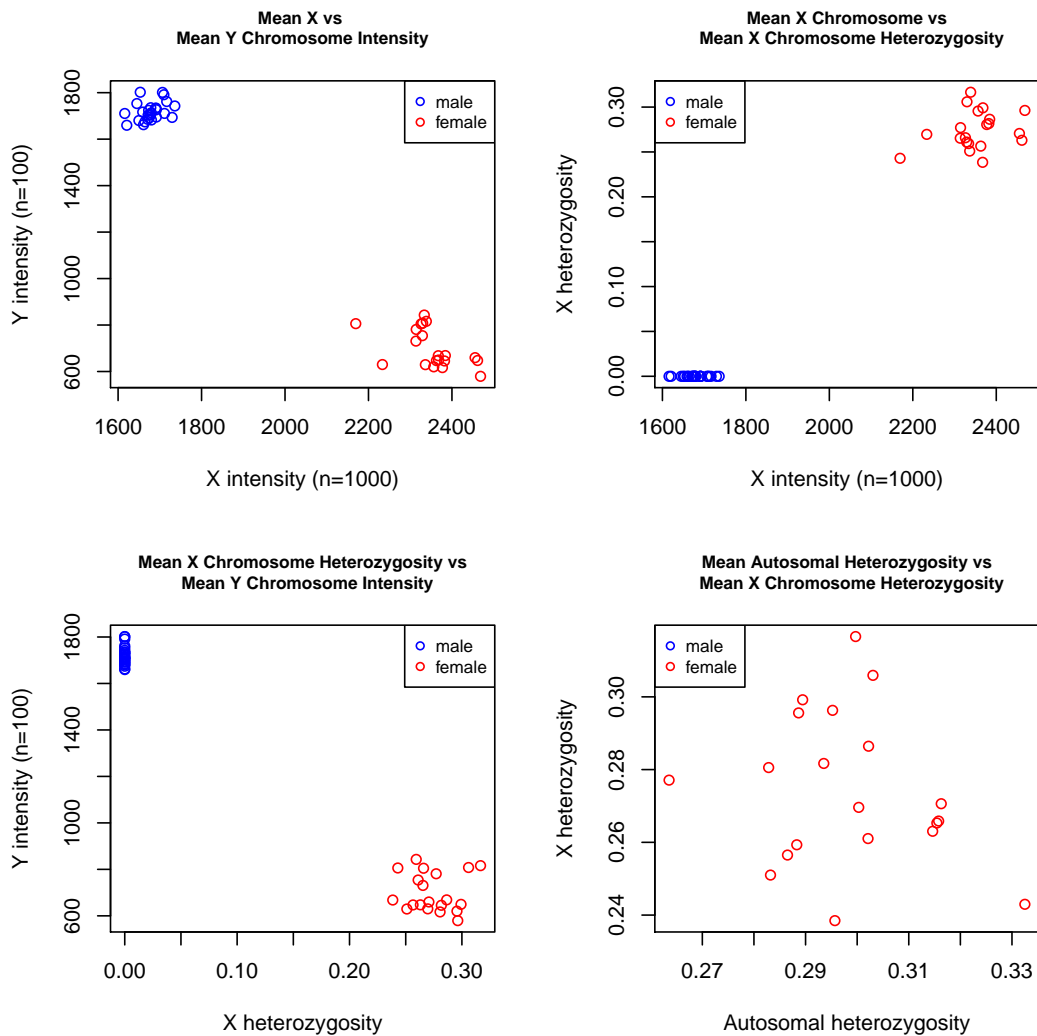 Mean X vs
Mean Y Chromosome Intensity
Y intensity (n=100)
1800
1400
1000
600
male
female
1600 1800 2000 2200 2400
X intensity (n=1000)
Mean X Chromosome vs
Mean X Chromosome Heterozygosity
X heterozygosity
0.30
0.20
0.10
0.00
male
female
1600 1800 2000 2200 2400
X intensity (n=1000)
Mean X Chromosome Heterozygosity vs
Mean Y Chromosome Intensity
Y intensity (n=100)
1800
1400
1000
600
male
female
0.00 0.10 0.20 0.30
X heterozygosity
Mean Autosomal Heterozygosity vs
Mean X Chromosome Heterozygosity
X heterozygosity
0.30
0.28
0.26
0.24
male
female
0.27 0.29 0.31 0.33
Autosomal heterozygosity